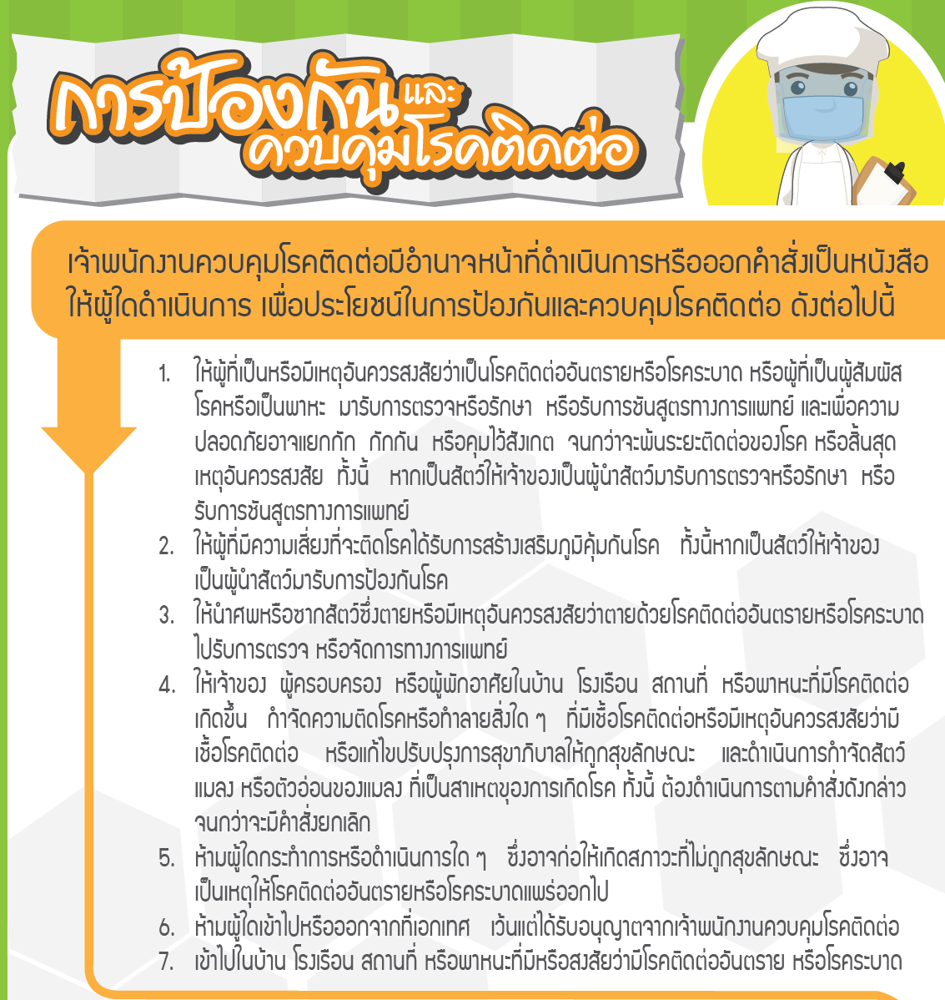 การป้องกันและ
ควบคุมโรคติดต่อ
เจ้าพนักงานควบคุมโรคติดต่อมีอำนาจหน้าที่ดำเนินการหรือออกคำสั่งเป็นหนังสือ
ให้ผู้ใดดำเนินการ เพื่อประโยชน์ในการป้องกันและควบคุมโรคติดต่อ ดังต่อไปนี้
1. ให้ผู้ที่เป็นหรือมีเหตุอันควรสงสัยว่าเป็นโรคติดต่ออันตรายหรือโรคระบาด หรือผู้ที่เป็นผู้สัมผัส
โรคหรือเป็นพาหะ มารับการตรวจหรือรักษา หรือรับการชันสูตรทางการแพทย์ และเพื่อความ
ปลอดภัยอาจแยกกัก กักกัน หรือคุมไว้สังเกต จนกว่าจะพ้นระยะติดต่อของโรค หรือสิ้นสุด
เหตุอันควรสงสัย ทั้งนี้ หากเป็นสัตว์ให้เจ้าของเป็นผู้นำสัตว์มารับการตรวจหรือรักษา หรือ
รับการชันสูตรทางการแพทย์
2. ให้ผู้ที่มีความเสี่ยงที่จะติดโรคได้รับการสร้างเสริมภูมิคุ้มกันโรค ทั้งนี้หากเป็นสัตว์ให้เจ้าของ
เป็นผู้นำสัตว์มารับการป้องกันโรค
3. ให้นำศพหรือซากสัตว์ซึ่งตายหรือมีเหตุอันควรสงสัยว่าตายด้วยโรคติดต่ออันตรายหรือโรคระบาด
ไปรับการตรวจ หรือจัดการทางการแพทย์
4. ให้เจ้าของ ผู้ครอบครอง หรือผู้พักอาศัยในบ้าน โรงเรือน สถานที่ หรือพาหนะที่มีโรคติดต่อ
เกิดขึ้น กำจัดความติดโรคหรือทำลายสิ่งใด ๆ ที่มีเชื้อโรคติดต่อหรือมีเหตุอันควรสงสัยว่ามี
เชื้อโรคติดต่อ หรือแก้ไขปรับปรุงการสุขาภิบาลให้ถูกสุขลักษณะ และดำเนินการกำจัดสัตว์
แมลง หรือตัวอ่อนของแมลง ที่เป็นสาเหตุของการเกิดโรค ทั้งนี้ ต้องดำเนินการตามคำสั่งดังกล่าว
จนกว่าจะมีคำสั่งยกเลิก
5. ห้ามผู้ใดกระทำการหรือดำเนินการใด ๆ ซึ่งอาจก่อให้เกิดสภาวะที่ไม่ถูกสุขลักษณะ ซึ่งอาจ
เป็นเหตุให้โรคติดต่ออันตรายหรือโรคระบาดแพร่ออกไป
6. ห้ามผู้ใดเข้าไปหรือออกจากที่เอกเทศ เว้นแต่ได้รับอนุญาตจากเจ้าพนักงานควบคุมโรคติดต่อ
7. เข้าไปในบ้าน โรงเรือน สถานที่ หรือพาหนะที่มีหรือสงสัยว่ามีโรคติดต่ออันตราย หรือโรคระบาด